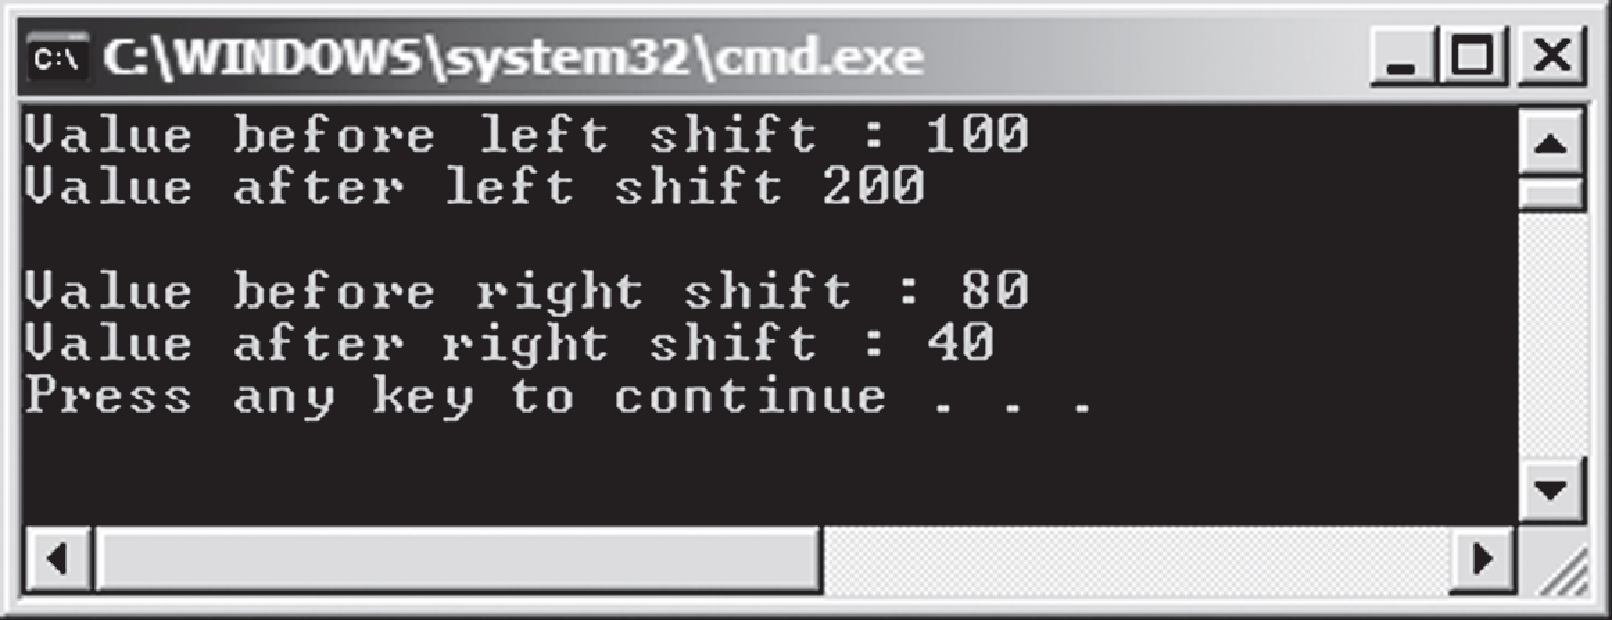 C:\WINDOWS\system32\cmd.exe
Value before left shift : 100
Value after left shift 200
Value before right shift : 80
Value after right shift : 40
Press any key to continue . . .